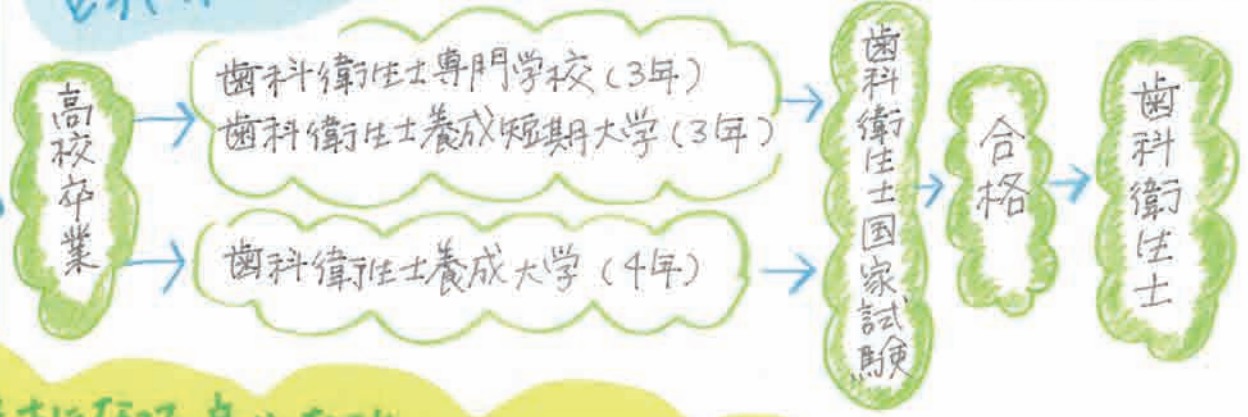 高校卒業
歯科衛生士専門学校(3年)
歯科衛生士養成短期大学(3年)
歯科衛生士養成大学(4年)
歯科衛生士国家試験
合格
歯科衛生士